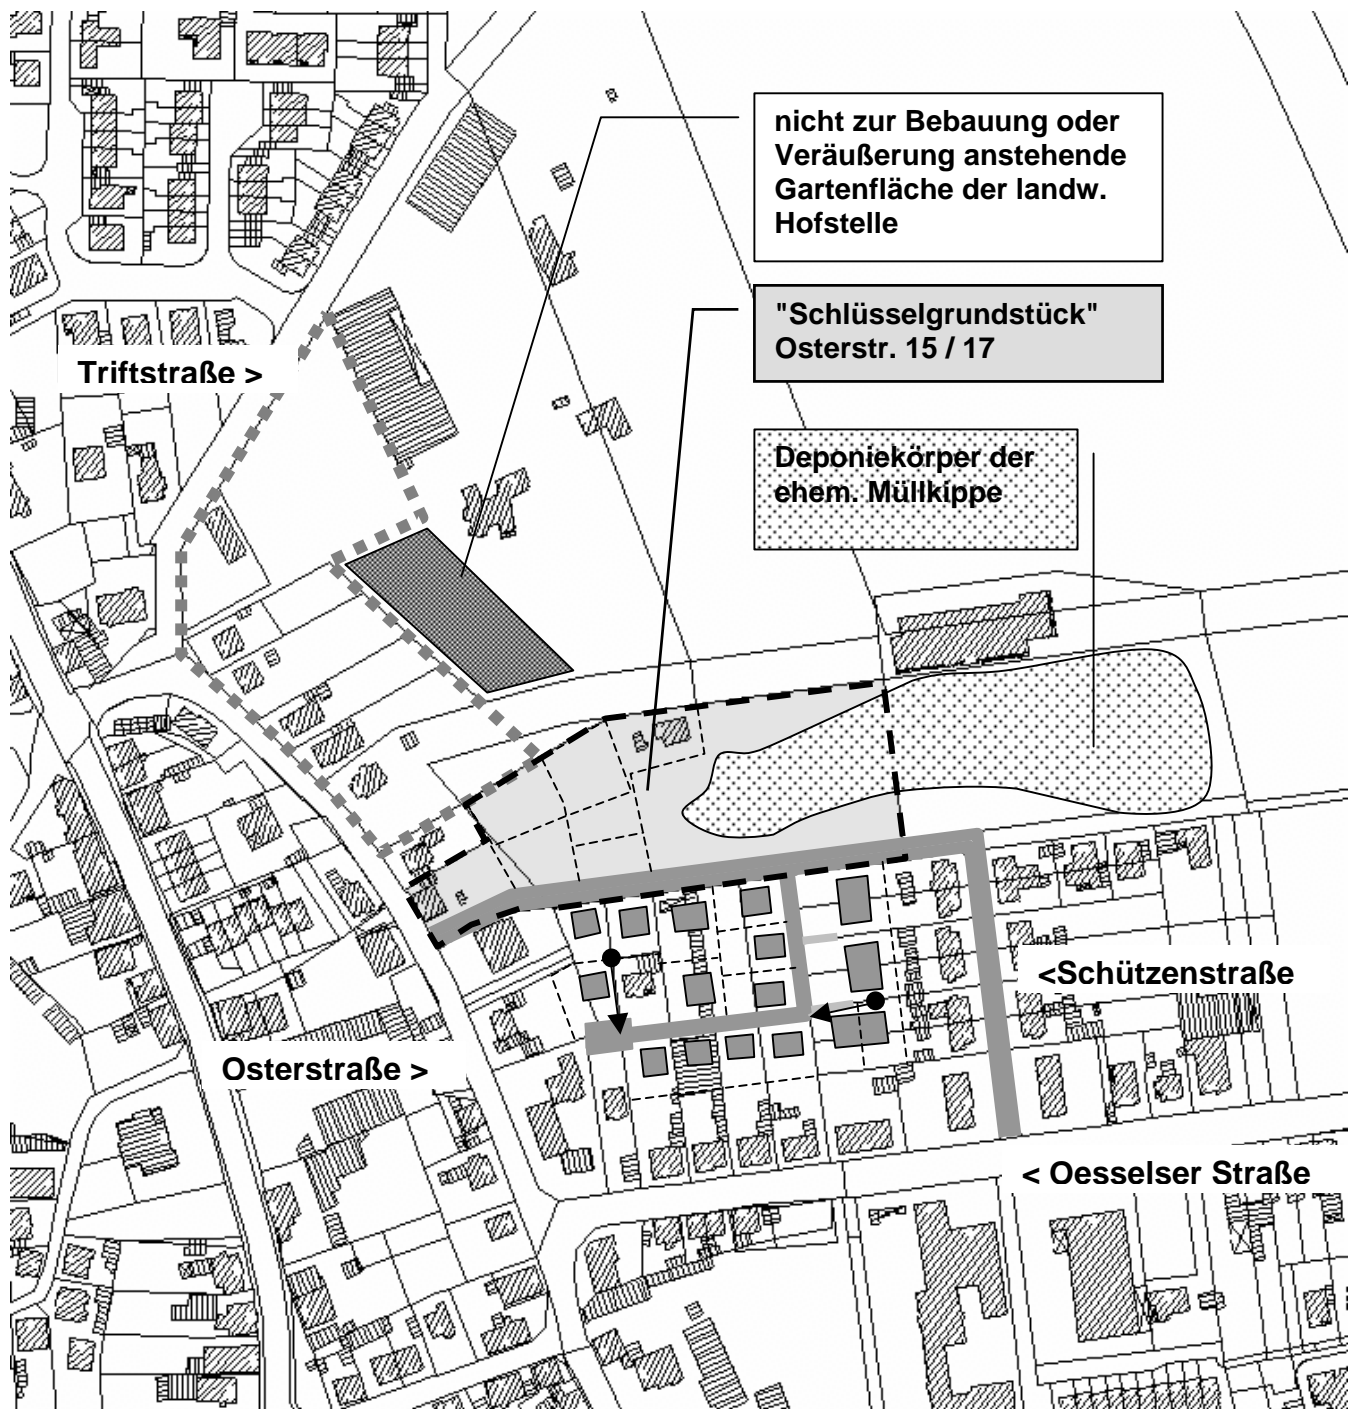 nicht zur Bebauung oder
Veräußerung anstehende
Gartenfläche der landw.
Hofstelle
"Schlüsselgrundstück"
Osterstr. 15 / 17
Triftstraße >
Deponiekörper der
ehem. Müllkippe
<Schützenstraße
Osterstraße >
< Oesselser Straße